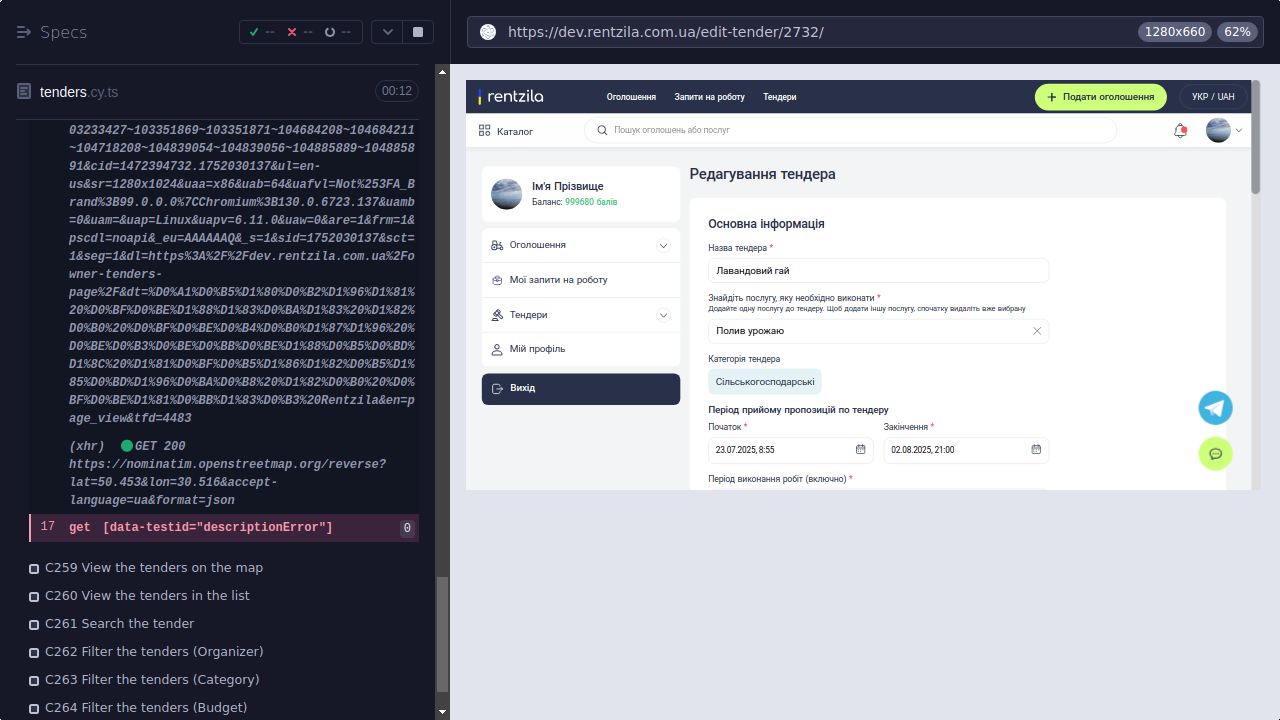 Specs
--
--
--
https://dev.rentzila.com.ua/edit-tender/2732/
1280x660
62%
tenders.cy.ts
00:12
03233427~103351869~103351871~104684208~104684211
~104718208~104839054~104839056~104885889~1048858
91&cid=1472394732.1752030137&ul=en-
us&sr=1280x1024&uaa=x86&uab=64&uafvl=Not%253FA_B
rand%3B99.0.0.0%7CChromium%3B130.0.6723.137&uamb
=0&uam=&uap=Linux&uapv=6.11.0&uaw=0&are=1&frm=1&
pscdl=noapi&_eu=AAAAAAQ&_s=1&sid=1752030137&sct=
1&seg=1&dl=https%3A%2F%2Fdev.rentzila.com.ua%2Fo
wner-tenders-
page%2F&dt=%D0%A1%D0%B5%D1%80%D0%B2%D1%96%D1%81%
20%D0%BF%D0%BE%D1%88%D1%83%D0%BA%D1%83%20%D1%82%
D0%B0%20%D0%BF%D0%BE%D0%B4%D0%B0%D1%87%D1%96%20%
D0%BE%D0%B3%D0%BE%D0%BB%D0%BE%D1%88%D0%B5%D0%BD%
D1%8C%20%D1%81%D0%BF%D0%B5%D1%86%D1%82%D0%B5%D1%
85%D0%BD%D1%96%D0%BA%D0%B8%20%D1%82%D0%B0%20%D0%
BF%D0%BE%D1%81%D0%BB%D1%83%D0%B3%20Rentzila&en=p
age_view&tfd=4483
(xhr) GET 200
https://nominatim.openstreetmap.org/reverse?
lat=50.453&lon=30.516&accept-
language=ua&format=json
17 get [data-testid="descriptionError"] 0
C259 View the tenders on the map
C260 View the tenders in the list
C261 Search the tender
C262 Filter the tenders (Organizer)
C263 Filter the tenders (Category)
C264 Filter the tenders (Budget)
rentzila
Оголошення
Запити на роботу
Тендери
Подати оголошення
УКР / UAH
Каталог
Пошук оголошень або послуг
Ім'я Прізвище
Баланс: 999680 балів
Оголошення
Мої запити на роботу
Тендери
Мій профіль
Вихід
Редагування тендера
Основна інформація
Назва тендера *
Лавандовий гай
Знайдіть послугу, яку необхідно виконати *
Додайте одну послугу до тендеру. Щоб додати іншу послугу, спочатку видаліть вже вибрану
Полив урожаю
Категорія тендера
Сільськогосподарські
Період прийому пропозицій по тендеру
Початок *
Закінчення *
23.07.2025, 8:55
02.08.2025, 21:00
Період виконання робіт (включно) *